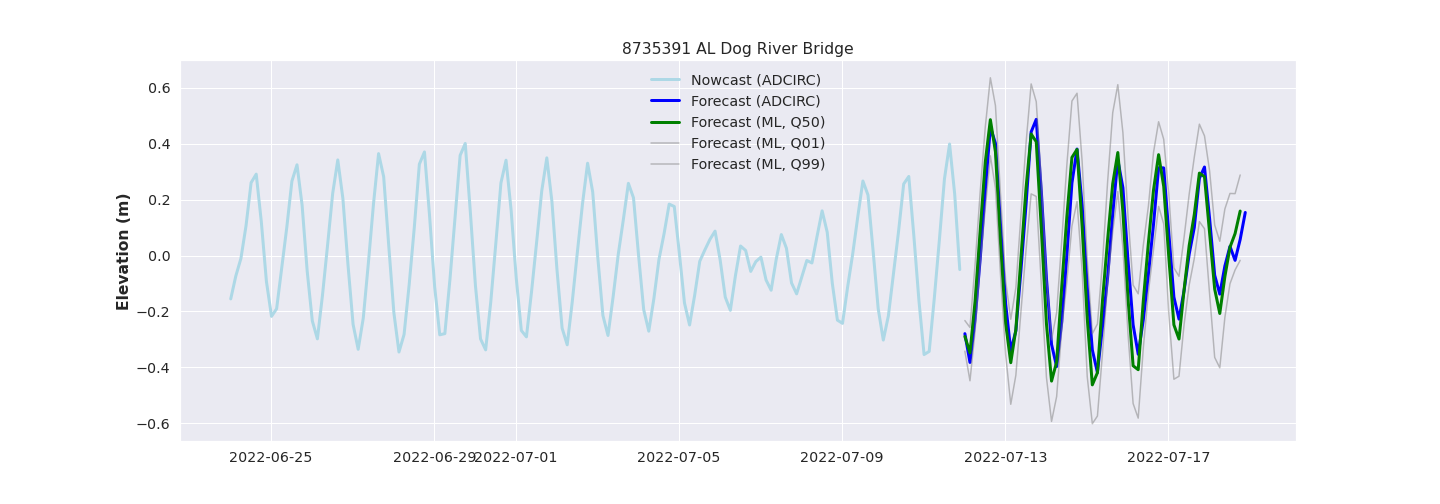 8735391 AL Dog River Bridge
Nowcast (ADCIRC)
Forecast (ADCIRC)
Forecast (ML, Q50)
Forecast (ML, Q01)
Forecast (ML, Q99)
Elevation (m)
0.6
0.4
0.2
0.0
−0.2
−0.4
−0.6
2022-06-25 2022-06-29 2022-07-01 2022-07-05 2022-07-09 2022-07-13 2022-07-17